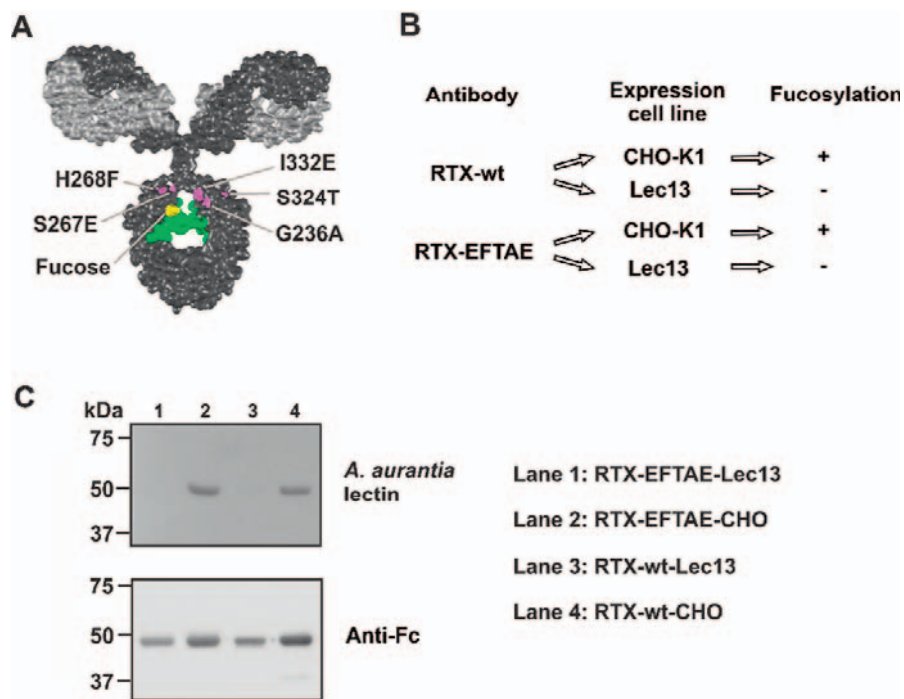 A
H268F
S267E
Fucose
I332E
S324T
G236A
B
Antibody
Expression
cell line
Fucosylation
RTX-wt
CHO-K1
+
Lec13
-
RTX-EFTAE
CHO-K1
+
Lec13
-
C
kDa 1 2 3 4
75
50
37
A. aurantia
lectin
75
50
37
Anti-Fc
Lane 1: RTX-EFTAE-Lec13
Lane 2: RTX-EFTAE-CHO
Lane 3: RTX-wt-Lec13
Lane 4: RTX-wt-CHO